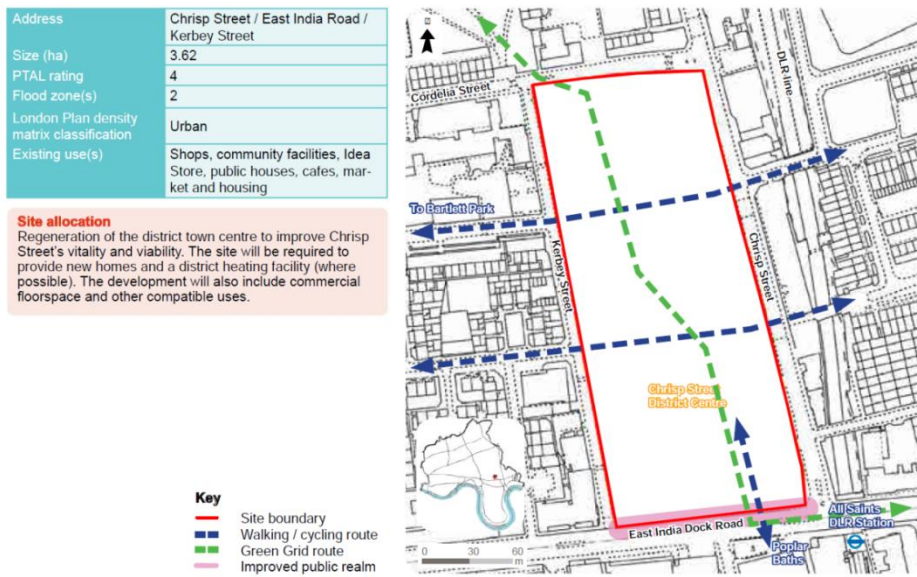 Address
Chrisp Street / East India Road /
Kerbey Street
Size (ha)
3.62
PTAL rating
4
Flood zone(s)
2
London Plan density
matrix classification
Urban
Existing use(s)
Shops, community facilities, Idea
Store, public houses, cafes, mar-
ket and housing
Site allocation
Regeneration of the district town centre to improve Chrisp
Street's vitality and viability. The site will be required to
provide new homes and a district heating facility (where
possible). The development will also include commercial
floorspace and other compatible uses.
Key
Site boundary
Walking / cycling route
Green Grid route
Improved public realm
N
Cordelia Street
DLR line
To Bartlett Park
Kerbey Street
Chrisp Street
Chrisp Street
District Centre
East India Dock Road
All Saints
DLR Station
Poplar
Baths
0 30 60
m